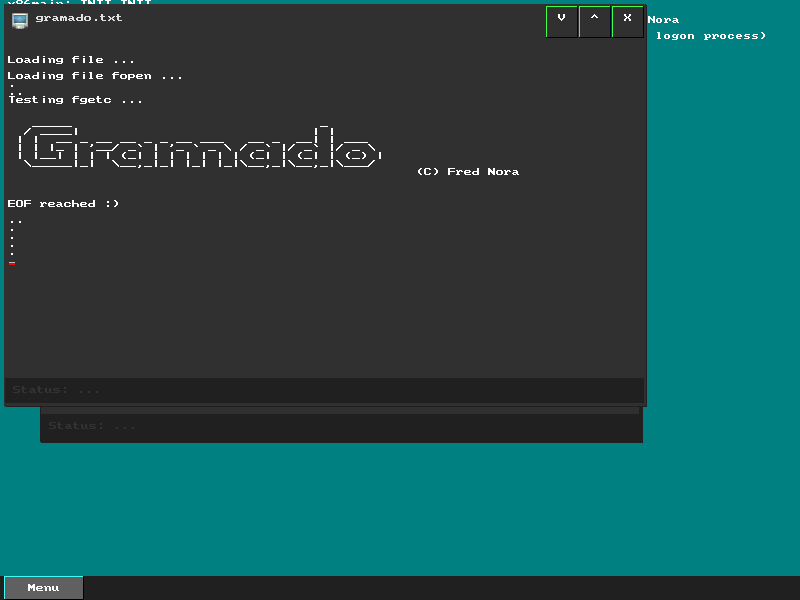 x86main: INIT INIT
gramado.txt
V ^ X
Nora
logon process)
Loading file ...
Loading file fopen ...
..
Testing fgetc ...
Gramado
(C) Fred Nora
EOF reached :)
..
.
.
.
.
Status: ...
Status: ...
Menu